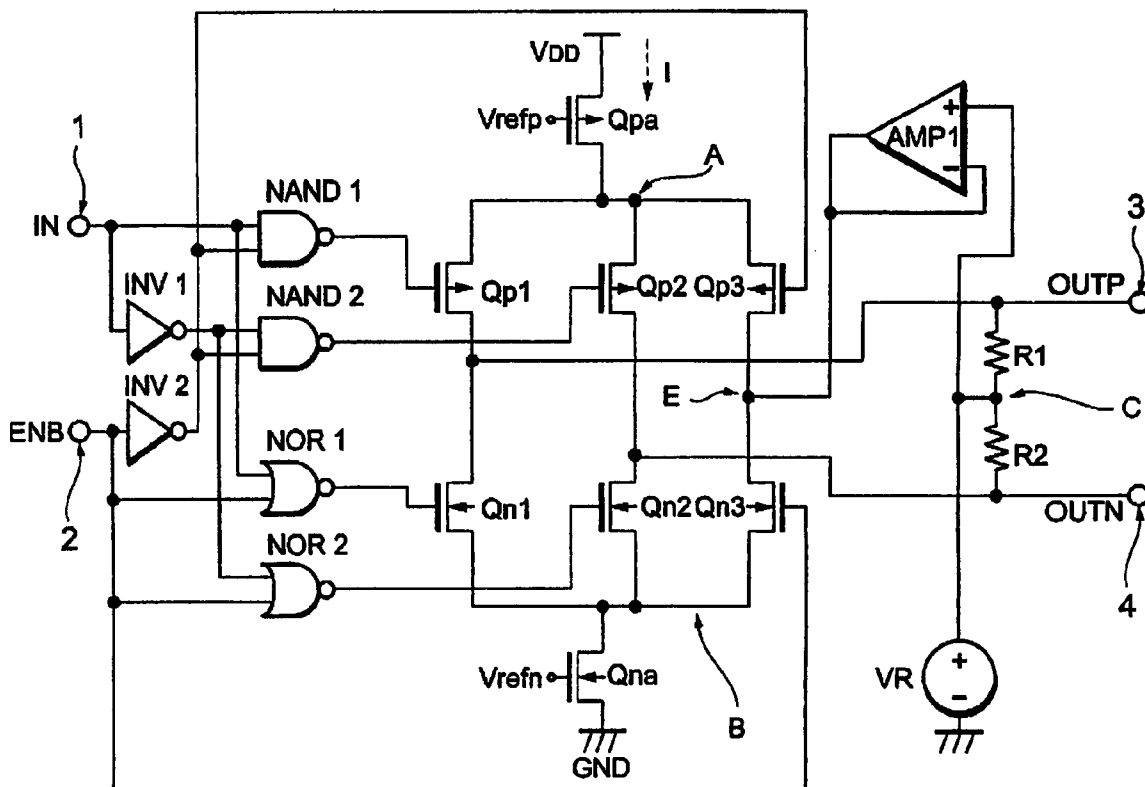 VDD
I
Vrefp
Qpa
A
+
AMP1
−
1
IN
NAND 1
3
INV 1
NAND 2
Qp1
Qp2
Qp3
OUTP
INV 2
R1
E
C
ENB
NOR 1
R2
Qn1
Qn2
Qn3
OUTN
2
NOR 2
4
Vrefn
Qna
B
VR
+
−
GND